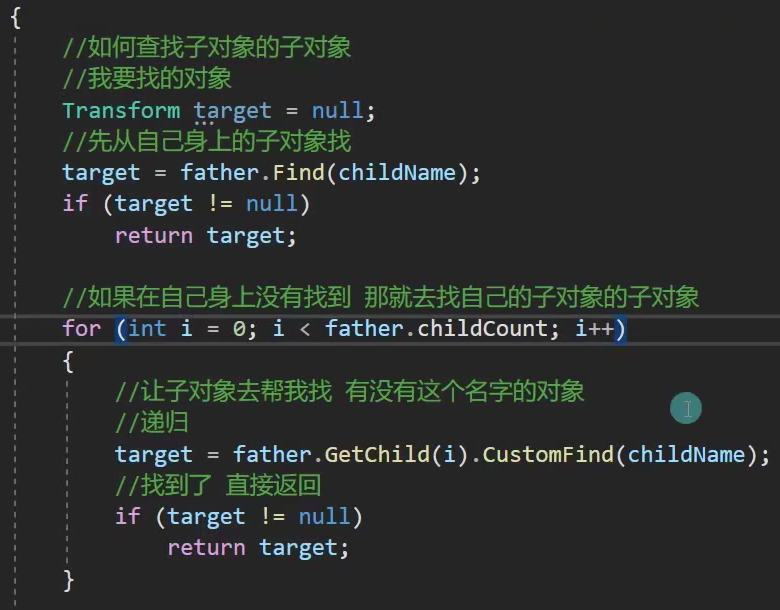 {
//如何查找子对象的子对象
//我要找的对象
Transform target = null;
//先从自己身上的子对象找
target = father.Find(childName);
if (target != null)
return target;
//如果在自己身上没有找到 那就去找自己的子对象的子对象
for (int i = 0; i < father.childCount; i++)
{
//让子对象去帮我找 有没有这个名字的对象
//递归
target = father.GetChild(i).CustomFind(childName);
//找到了 直接返回
if (target != null)
return target;
}